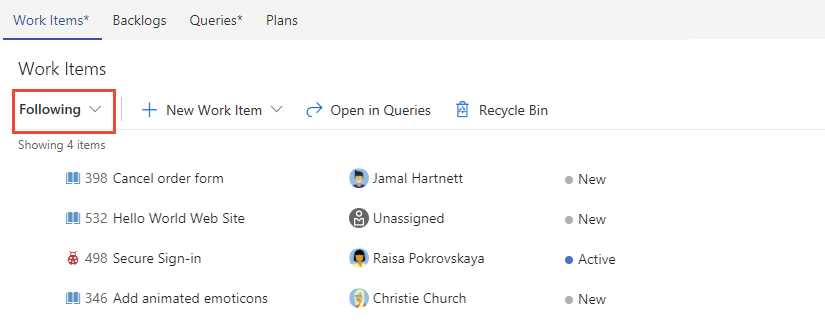 Work Items* Backlogs Queries* Plans
Work Items
Following New Work Item Open in Queries Recycle Bin
Showing 4 items
398 Cancel order form Jamal Hartnett New
532 Hello World Web Site Unassigned New
498 Secure Sign-in Raisa Pokrovskaya Active
346 Add animated emoticons Christie Church New